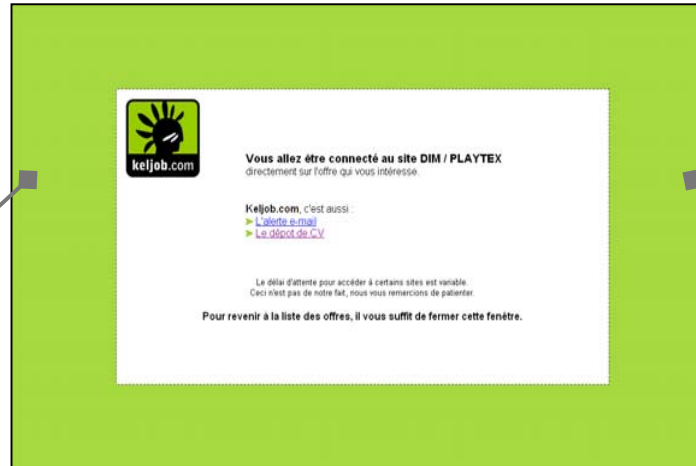 keljob.com
Vous allez être connecté au site DIM / PLAYTEX
directement sur l'offre qui vous intéresse.
Keljob.com, c'est aussi :
➤ L'alerte e-mail
➤ Le dépot de CV
Le délai d'attente pour accéder à certains sites est variable.
Ceci n'est pas de notre fait, nous vous remercions de patienter.
Pour revenir à la liste des offres, il vous suffit de fermer cette fenêtre.